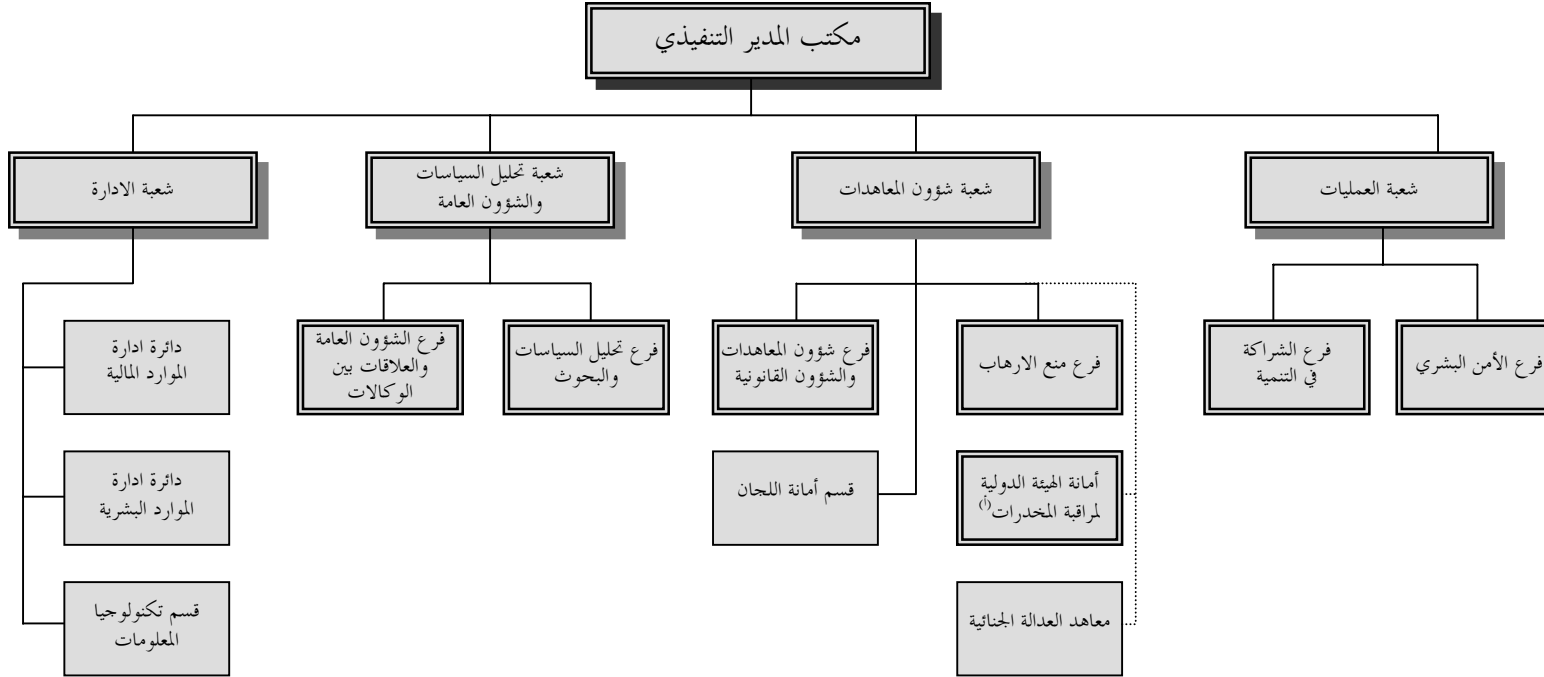 مكتب المدير التنفيذي
شعبة العمليات
شعبة شؤون المعاهدات
شعبة تحليل السياسات
والشؤون العامة
شعبة الادارة
فرع الأمن البشري
فرع الشراكة
في التنمية
فرع منع الارهاب
فرع شؤون المعاهدات
والشؤون القانونية
فرع تحليل السياسات
والبحوث
فرع الشؤون العامة
والعلاقات بين
الوكالات
دائرة ادارة
الموارد المالية
أمانة الهيئة الدولية
لمراقبة المخدرات(أ)
قسم أمانة اللجان
دائرة ادارة
الموارد البشرية
معاهد العدالة الجنائية
قسم تكنولوجيا
المعلومات